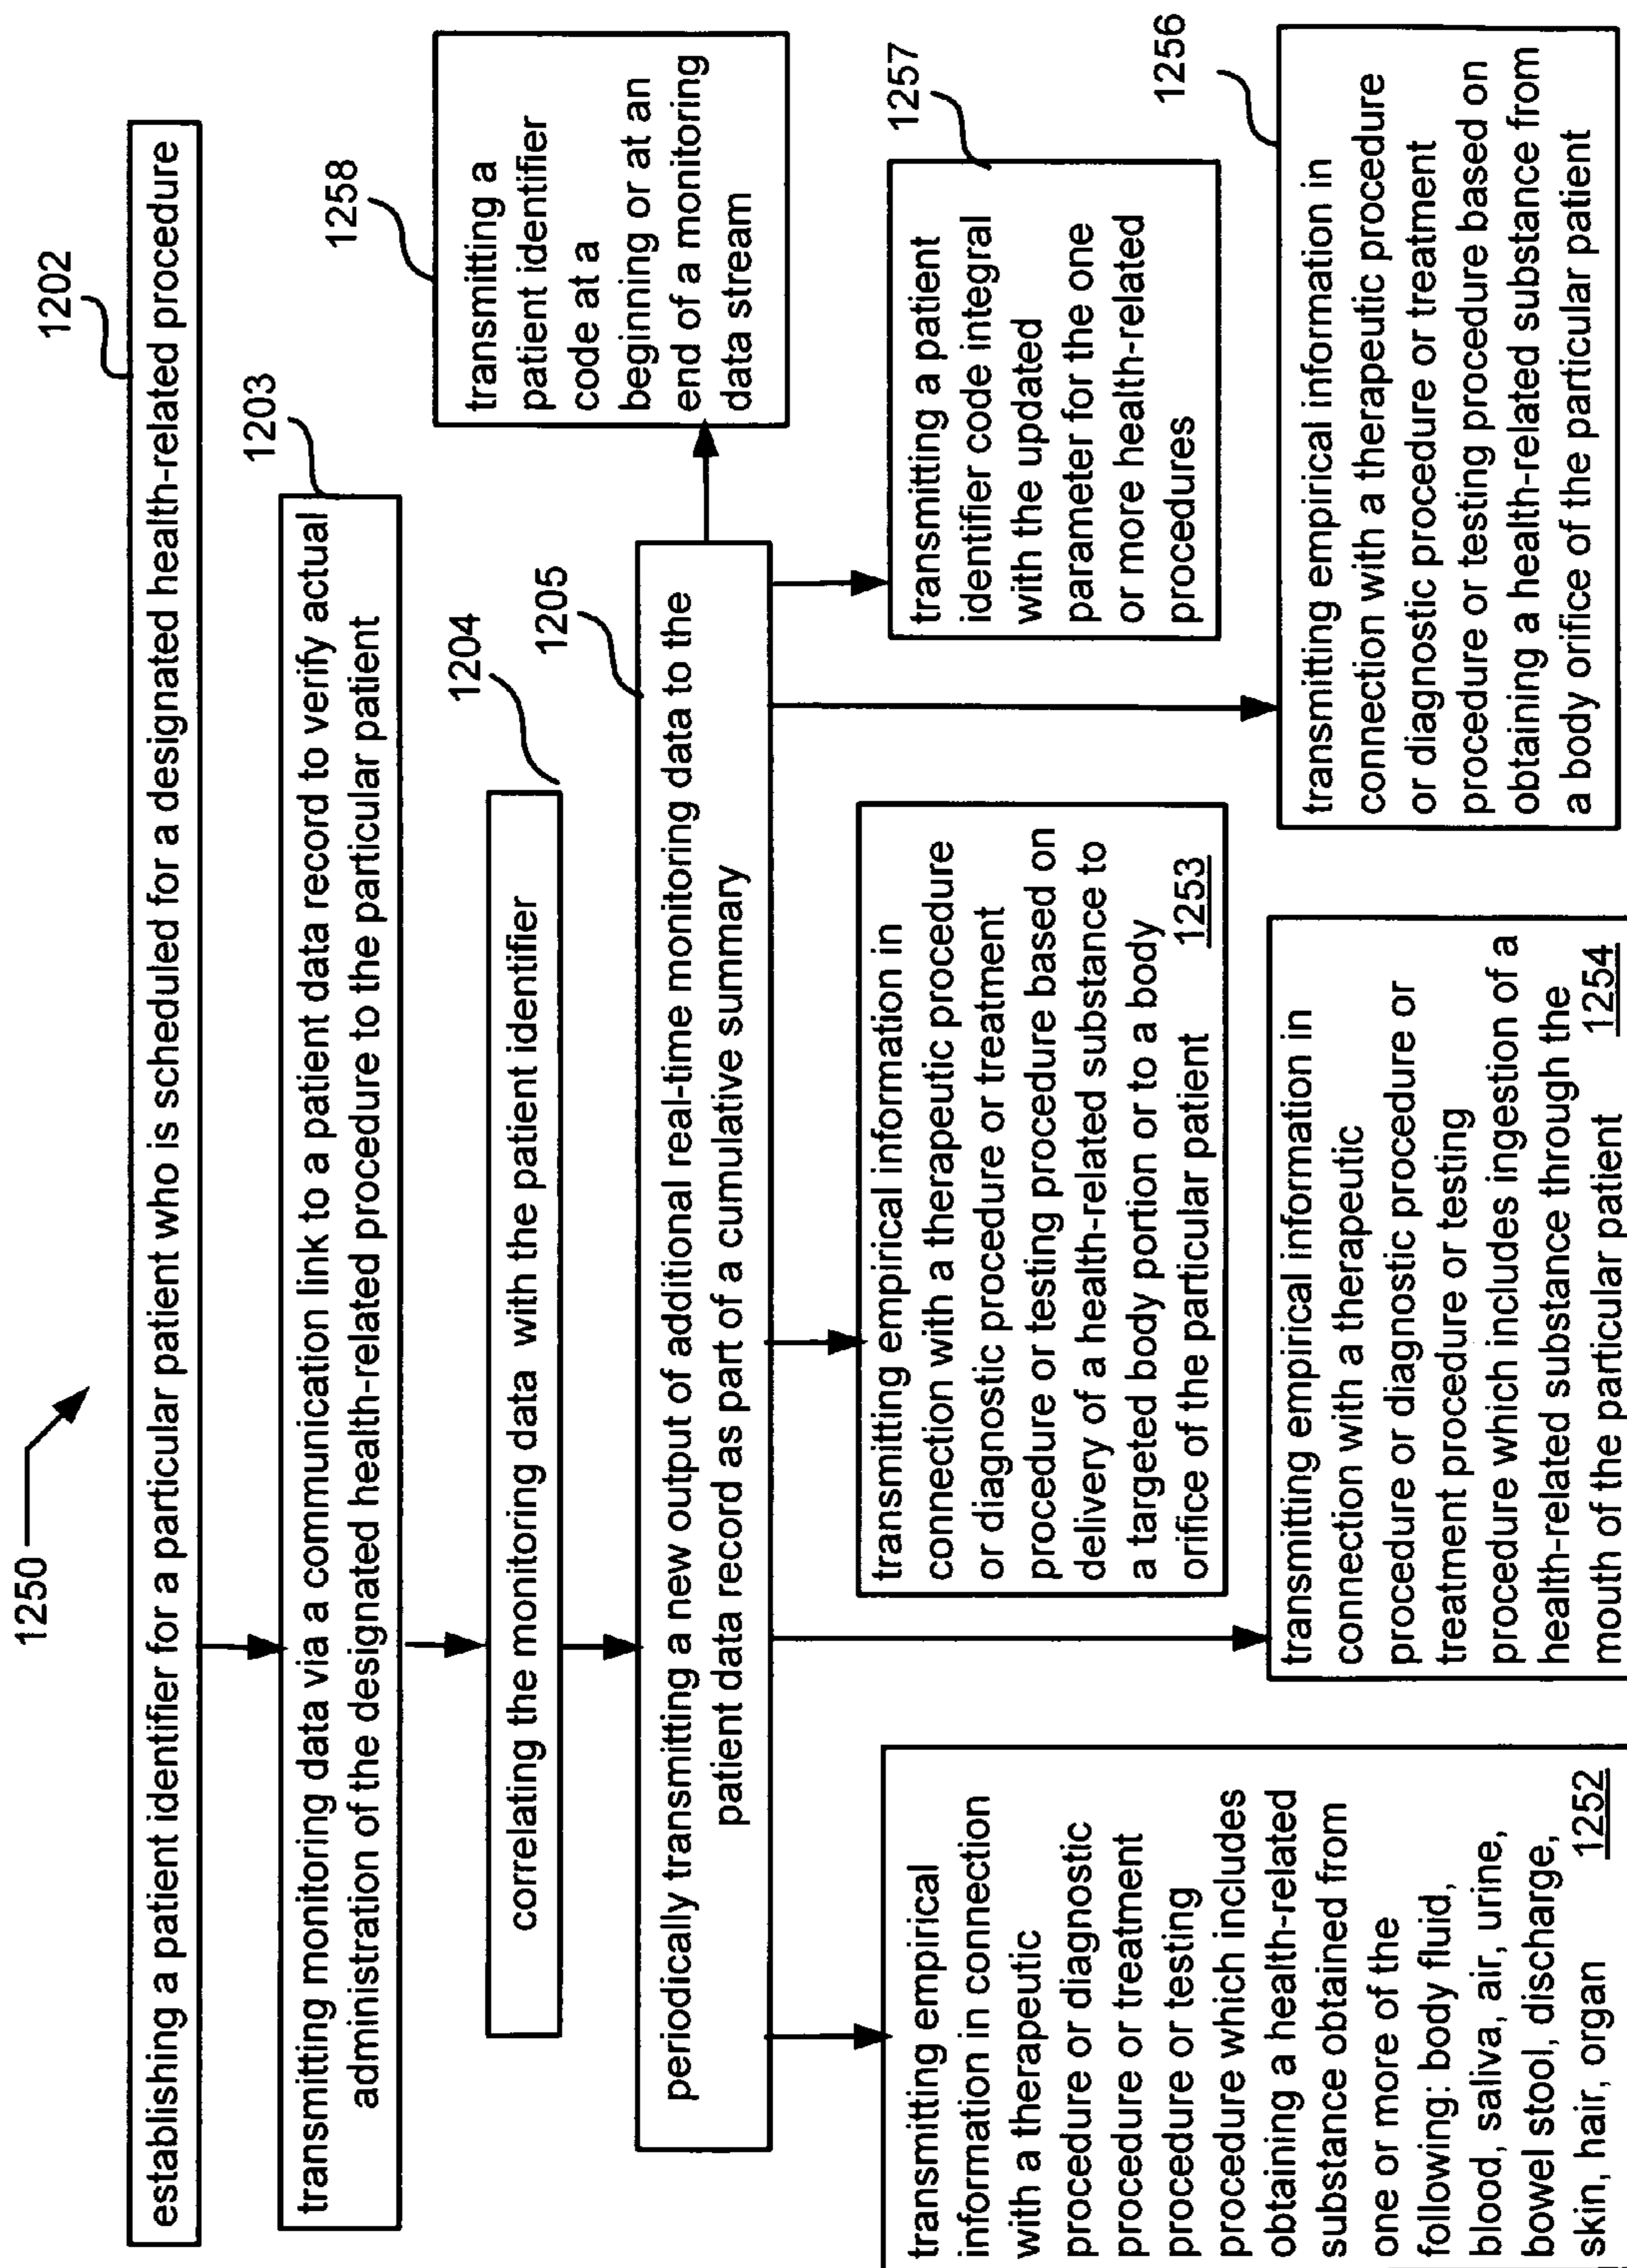 1250
1202
establishing a patient identifier for a particular patient who is scheduled for a designated health-related procedure
1203
transmitting monitoring data via a communication link to a patient data record to verify actual
administration of the designated health-related procedure to the particular patient
1204
correlating the monitoring data with the patient identifier
1205
periodically transmitting a new output of additional real-time monitoring data to the
patient data record as part of a cumulative summary
1258
transmitting a
patient identifier
code at a
beginning or at an
end of a monitoring
data stream
transmitting empirical
information in connection
with a therapeutic
procedure or diagnostic
procedure or treatment
procedure or testing
procedure which includes
obtaining a health-related
substance obtained from
one or more of the
following: body fluid,
blood, saliva, air, urine,
bowel stool, discharge,
skin, hair, organ 1252
transmitting empirical information in
connection with a therapeutic procedure
or diagnostic procedure or treatment
procedure or testing procedure based on
delivery of a health-related substance to
a targeted body portion or to a body
orifice of the particular patient 1253
transmitting empirical information in
connection with a therapeutic
procedure or diagnostic procedure or
treatment procedure or testing
procedure which includes ingestion of a
health-related substance through the
mouth of the particular patient 1254
1257
transmitting a patient
identifier code integral
with the updated
parameter for the one
or more health-related
procedures
1256
transmitting empirical information in
connection with a therapeutic procedure
or diagnostic procedure or treatment
procedure or testing procedure based on
obtaining a health-related substance from
a body orifice of the particular patient